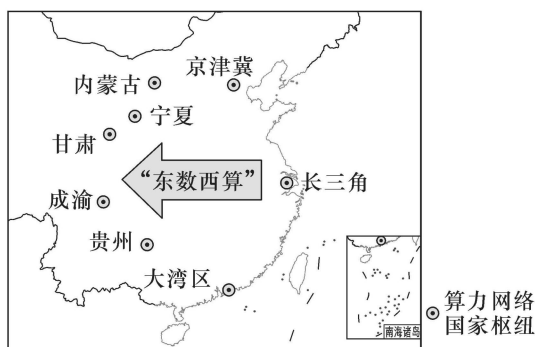 京津冀
内蒙古
宁夏
甘肃
“东数西算”
长三角
成渝
贵州
大湾区
南海诸岛
算力网络
国家枢纽